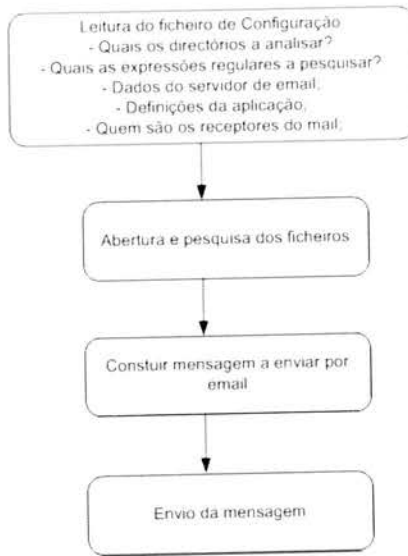 Leitura do ficheiro de Configuração
- Quais os directórios a analisar?
- Quais as expressões regulares a pesquisar?
- Dados do servidor de email;
- Definições da aplicação;
- Quem são os receptores do mail;
Abertura e pesquisa dos ficheiros
Constuir mensagem a enviar por
email
Envio da mensagem